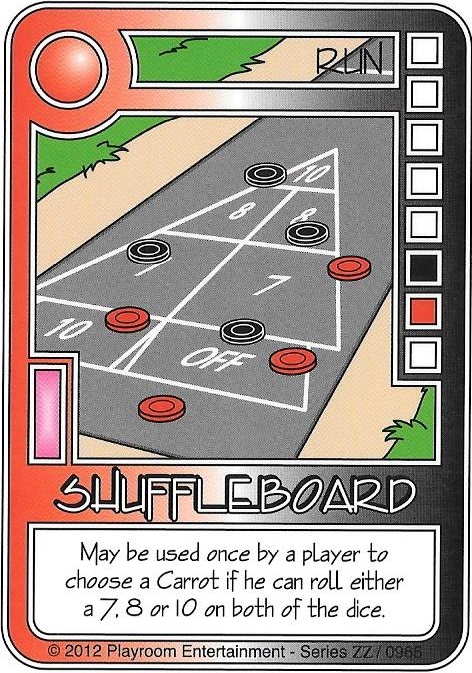 RUN
10
8 8
7 7
10
OFF
SHUFFLEBOARD
May be used once by a player to
choose a Carrot if he can roll either
a 7, 8 or 10 on both of the dice.
© 2012 Playroom Entertainment - Series ZZ / 0965